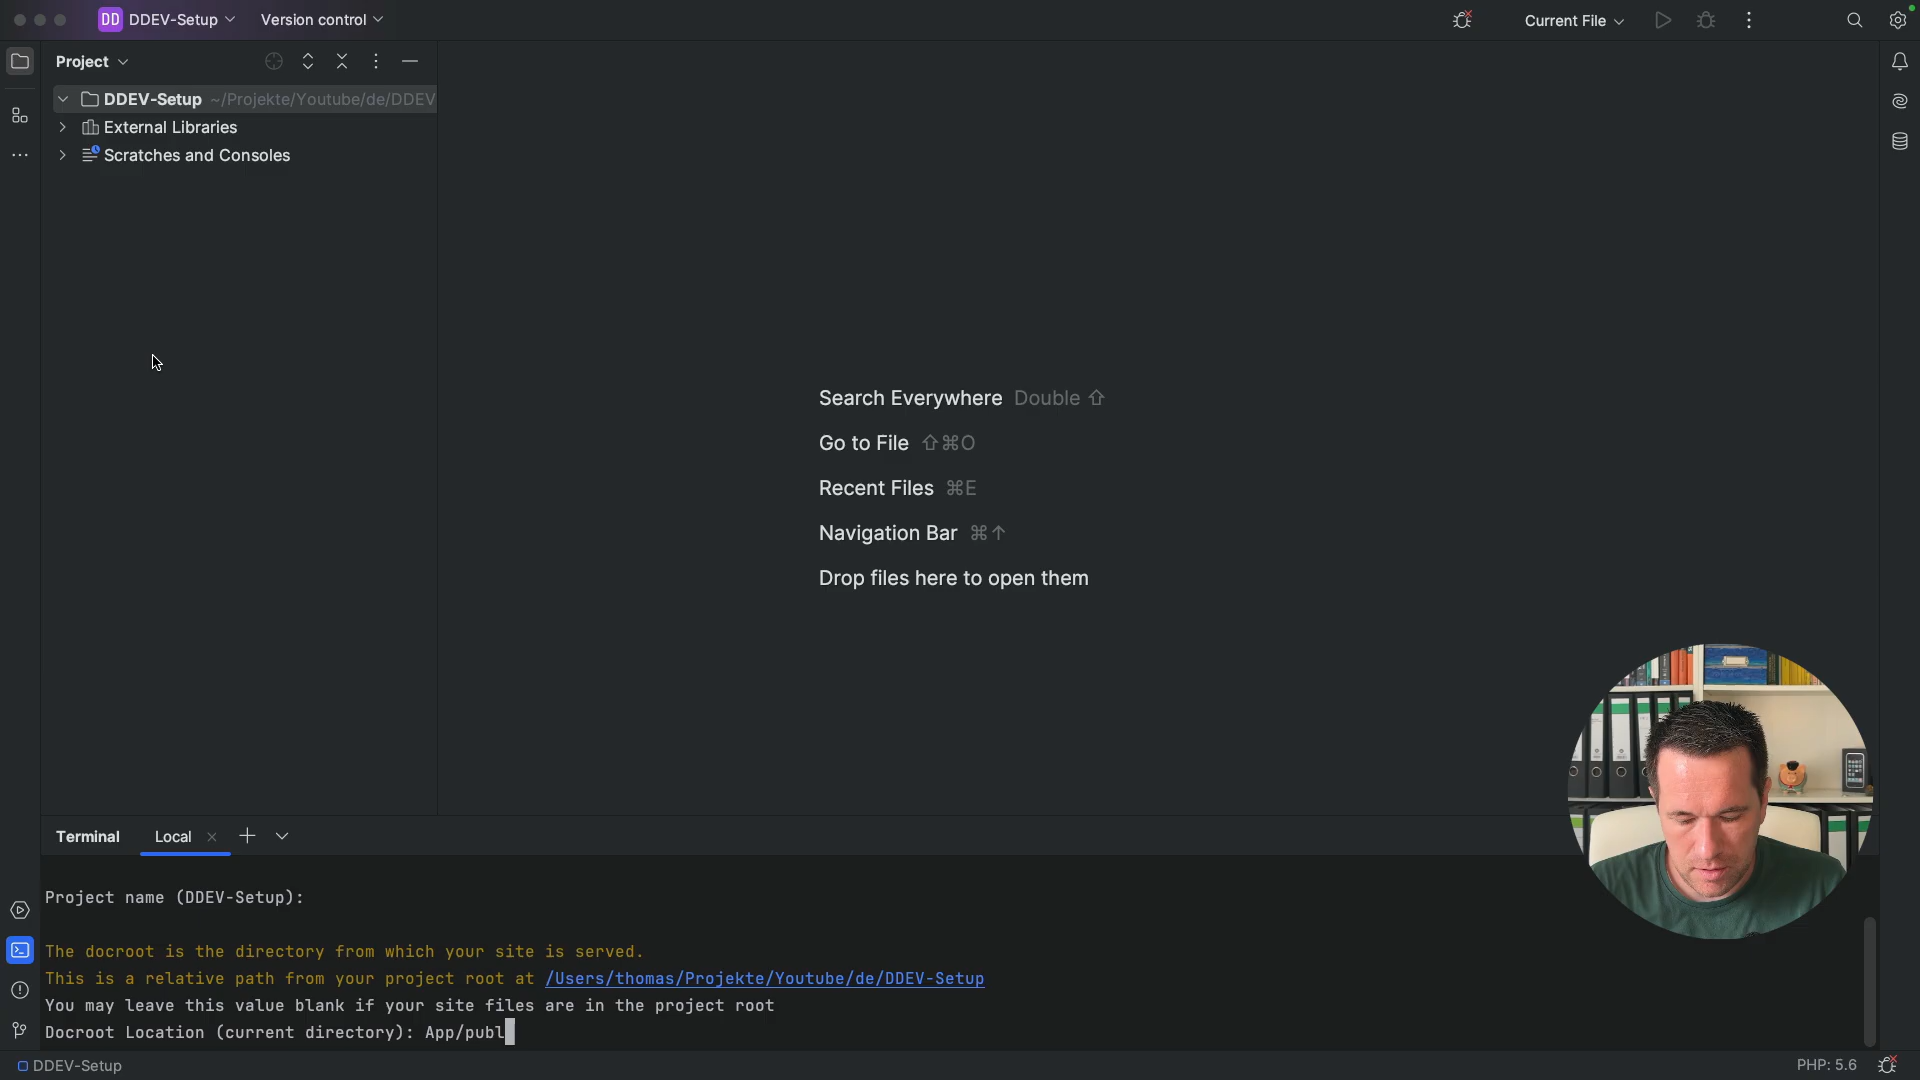 DD DDEV-Setup Version control Current File
Project
DDEV-Setup ~/Projekte/Youtube/de/DDEV
External Libraries
Scratches and Consoles
Search Everywhere Double ⇧
Go to File ⇧⌘O
Recent Files ⌘E
Navigation Bar ⌘↑
Drop files here to open them
Terminal Local
Project name (DDEV-Setup):
The docroot is the directory from which your site is served.
This is a relative path from your project root at /Users/thomas/Projekte/Youtube/de/DDEV-Setup
You may leave this value blank if your site files are in the project root
Docroot Location (current directory): App/publ
DDEV-Setup PHP: 5.6